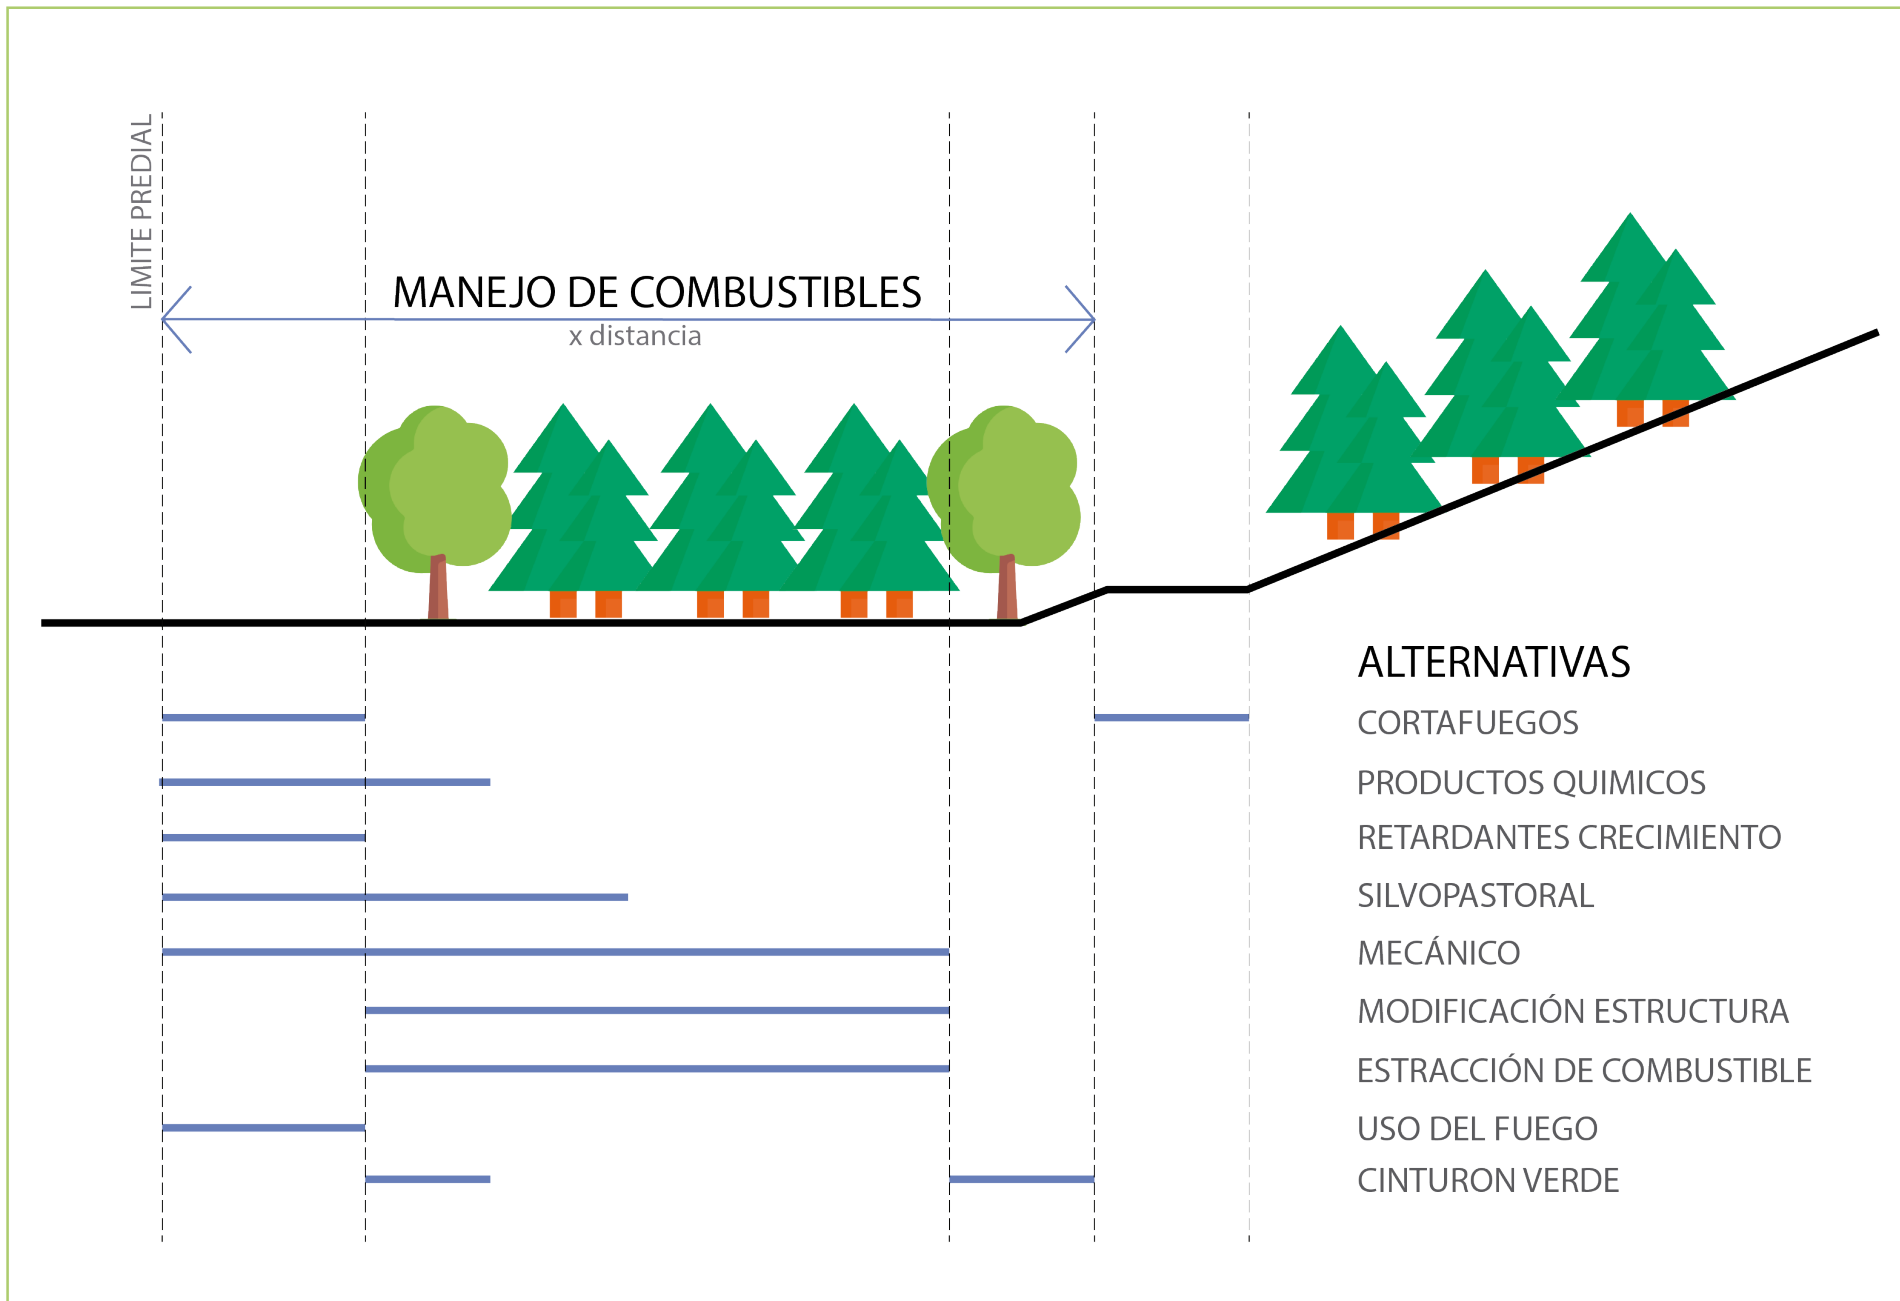 LIMITE PREDIAL
MANEJO DE COMBUSTIBLES
x distancia
ALTERNATIVAS
CORTAFUEGOS
PRODUCTOS QUIMICOS
RETARDANTES CRECIMIENTO
SILVOPASTORAL
MECÁNICO
MODIFICACIÓN ESTRUCTURA
ESTRACCIÓN DE COMBUSTIBLE
USO DEL FUEGO
CINTURON VERDE